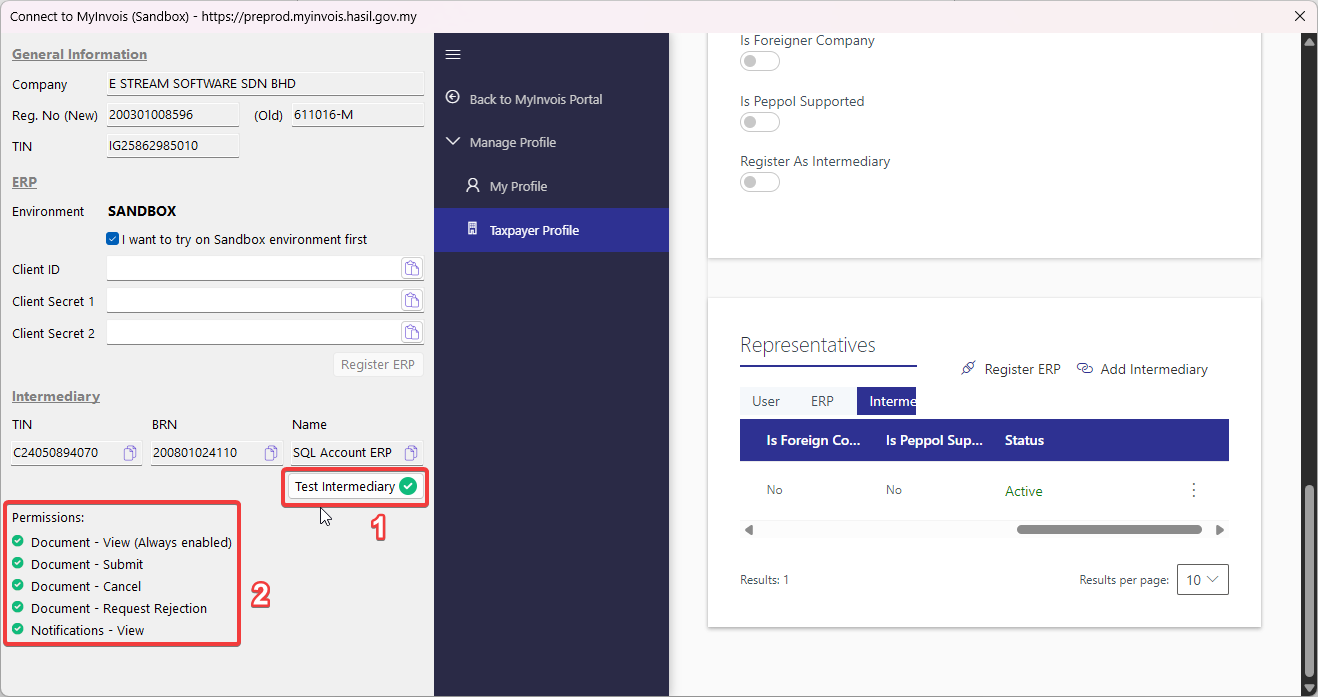 Connect to MyInvois (Sandbox) - https://preprod.myinvois.hasil.gov.my
General Information
Company E STREAM SOFTWARE SDN BHD
Reg. No (New) 200301008596 (Old) 611016-M
TIN IG25862985010
ERP
Environment SANDBOX
I want to try on Sandbox environment first
Client ID
Client Secret 1
Client Secret 2
Register ERP
Intermediary
TIN BRN Name
C24050894070 200801024110 SQL Account ERP
Test Intermediary
1
Permissions:
Document - View (Always enabled)
Document - Submit
Document - Cancel
Document - Request Rejection
Notifications - View
2
Back to MyInvois Portal
Manage Profile
My Profile
Taxpayer Profile
Is Foreigner Company
Is Peppol Supported
Register As Intermediary
Representatives
Register ERP Add Intermediary
User ERP Interme
Is Foreign Co... Is Peppol Sup... Status
No No Active
Results: 1 Results per page: 10